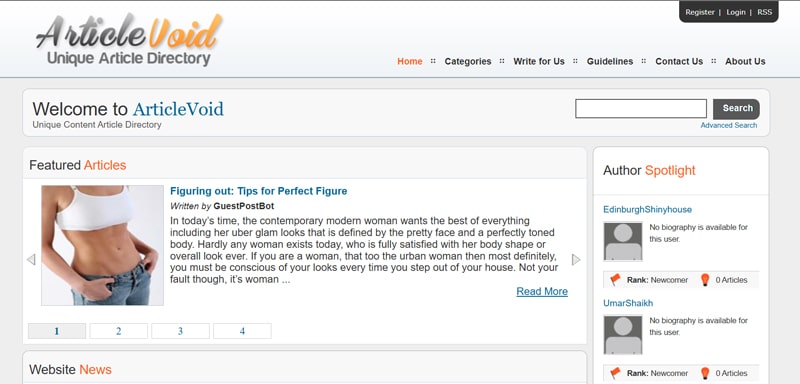 Register | Login | RSS
ArticleVoid
Unique Article Directory
Home :: Categories :: Write for Us :: Guidelines :: Contact Us :: About Us
Welcome to ArticleVoid
Unique Content Article Directory
Search
Advanced Search
Featured Articles
Figuring out: Tips for Perfect Figure
Written by GuestPostBot
In today's time, the contemporary modern woman wants the best of everything
including her uber glam looks that is defined by the pretty face and a perfectly toned
body. Hardly any woman exists today, who is fully satisfied with her body shape or
overall look ever. If you are a woman, that too the urban woman then most definitely,
you must be conscious of your looks every time you step out of your house. Not your
fault though, it's woman ...
Read More
1
2
3
4
Author Spotlight
EdinburghShinyhouse
No biography is available for
this user.
Rank: Newcomer 0 Articles
UmarShaikh
No biography is available for
this user.
Rank: Newcomer 0 Articles
Website News